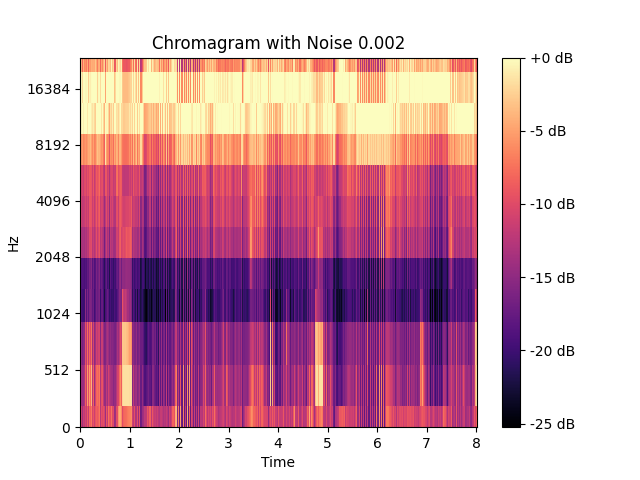 Chromagram with Noise 0.002
+0 dB
16384
-5 dB
8192
4096
-10 dB
Hz
2048
-15 dB
1024
-20 dB
512
0
-25 dB
0 1 2 3 4 5 6 7 8
Time